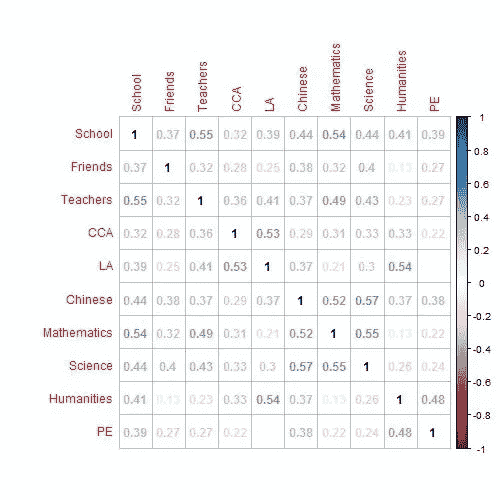 School Friends Teachers CCA LA Chinese Mathematics Science Humanities PE
School 1 0.37 0.55 0.32 0.39 0.44 0.54 0.44 0.41 0.39
Friends 0.37 1 0.32 0.28 0.25 0.38 0.32 0.4 0.13 0.27
Teachers 0.55 0.32 1 0.36 0.41 0.37 0.49 0.43 0.23 0.27
CCA 0.32 0.28 0.36 1 0.53 0.29 0.31 0.33 0.33 0.22
LA 0.39 0.25 0.41 0.53 1 0.37 0.21 0.3 0.54
Chinese 0.44 0.38 0.37 0.29 0.37 1 0.52 0.57 0.37 0.38
Mathematics 0.54 0.32 0.49 0.31 0.21 0.52 1 0.55 0.13 0.22
Science 0.44 0.4 0.43 0.33 0.3 0.57 0.55 1 0.26 0.24
Humanities 0.41 0.13 0.23 0.33 0.54 0.37 0.13 0.26 1 0.48
PE 0.39 0.27 0.27 0.22 0.38 0.22 0.24 0.48 1
1
0.8
0.6
0.4
0.2
0
-0.2
-0.4
-0.6
-0.8
-1